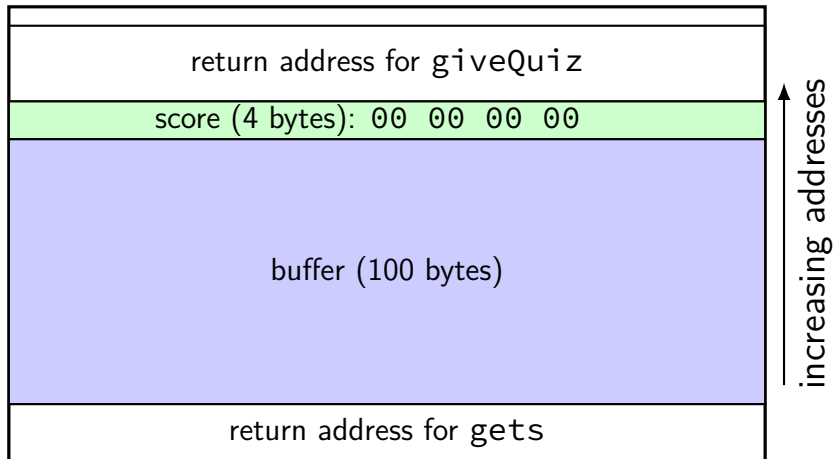 return address for giveQuiz
score (4 bytes): 00 00 00 00
buffer (100 bytes)
return address for gets
increasing addresses